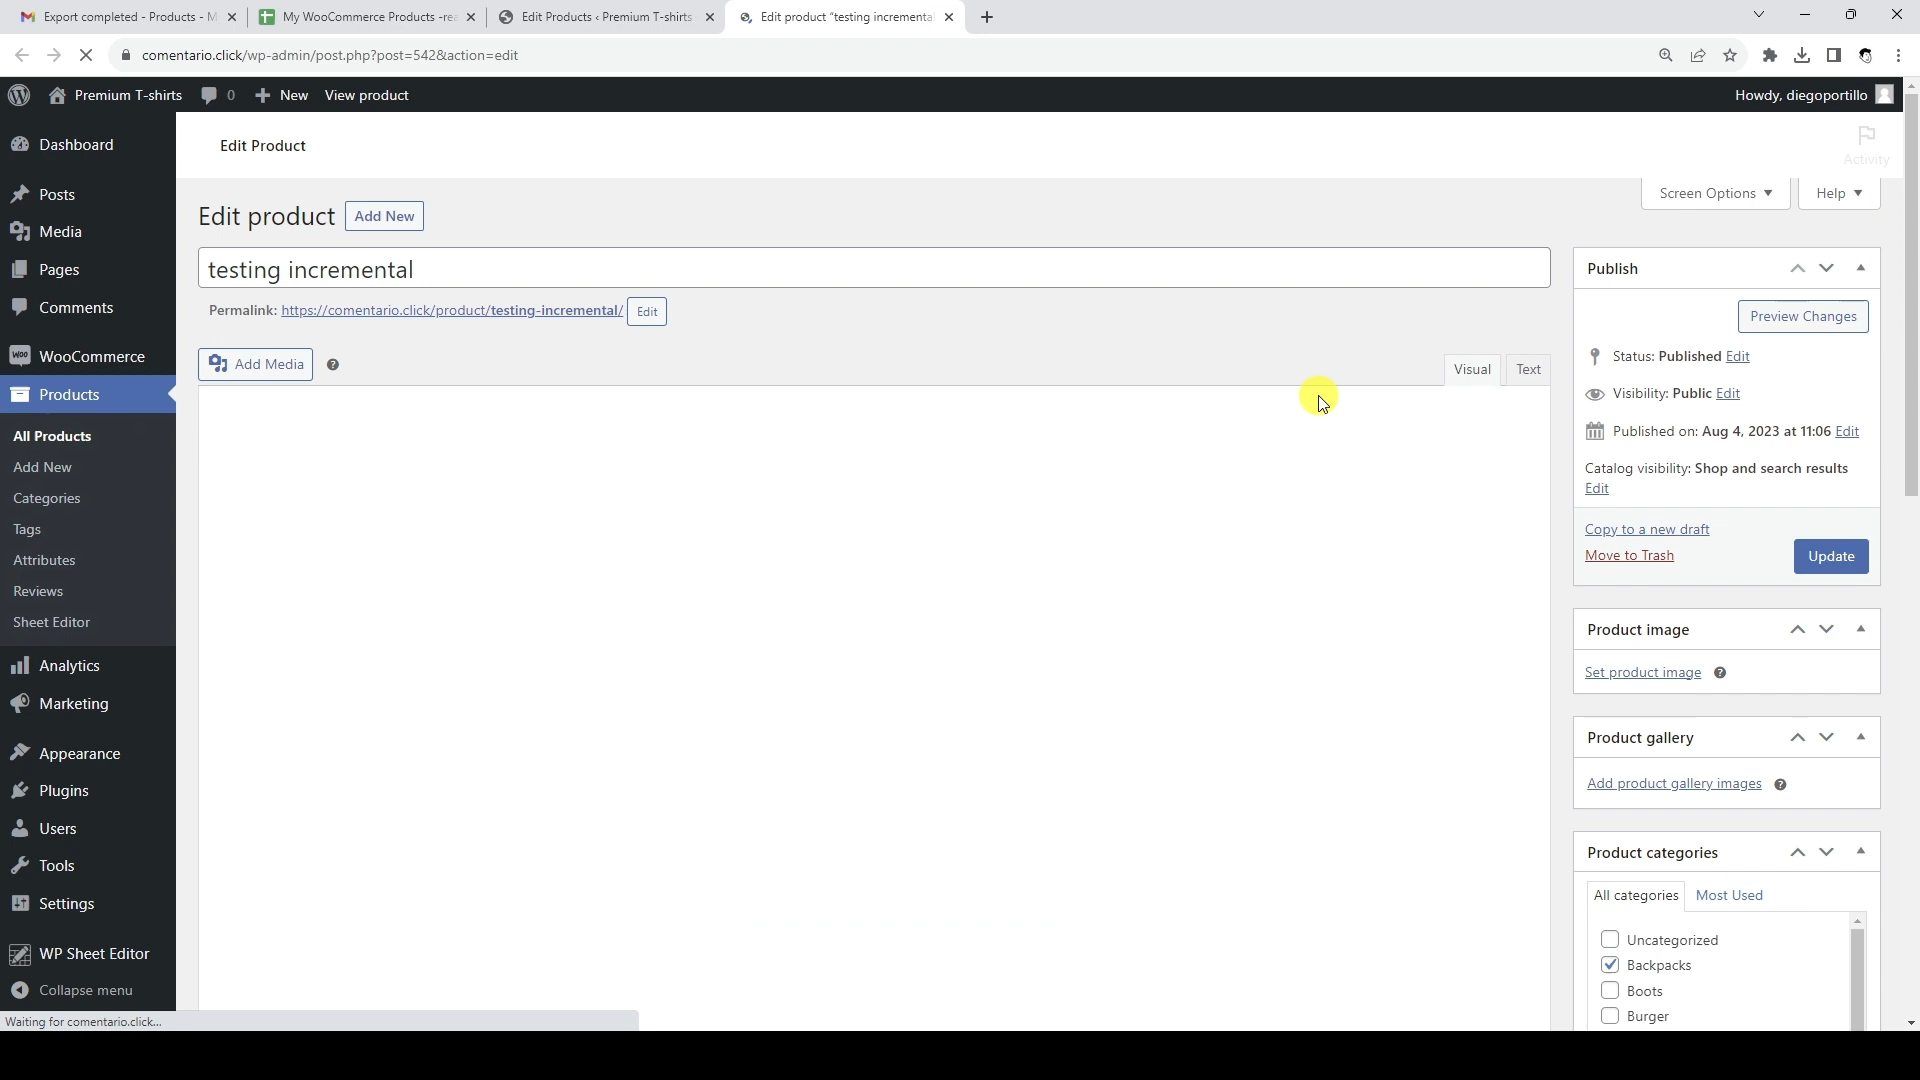 Export completed - Products - M
My WooCommerce Products -rea
Edit Products ‹ Premium T-shirts
Edit product "testing incremental
comentario.click/wp-admin/post.php?post=542&action=edit
Premium T-shirts
0
New
View product
Howdy, diegoportillo
Dashboard
Posts
Media
Pages
Comments
WooCommerce
Products
All Products
Add New
Categories
Tags
Attributes
Reviews
Sheet Editor
Analytics
Marketing
Appearance
Plugins
Users
Tools
Settings
WP Sheet Editor
Collapse menu
Waiting for comentario.click...
Edit Product
Activity
Screen Options
Help
Edit product
Add New
testing incremental
Permalink: https://comentario.click/product/testing-incremental/ Edit
Add Media
Visual
Text
Publish
Preview Changes
Status: Published Edit
Visibility: Public Edit
Published on: Aug 4, 2023 at 11:06 Edit
Catalog visibility: Shop and search results
Edit
Copy to a new draft
Move to Trash
Update
Product image
Set product image
Product gallery
Add product gallery images
Product categories
All categories
Most Used
Uncategorized
Backpacks
Boots
Burger